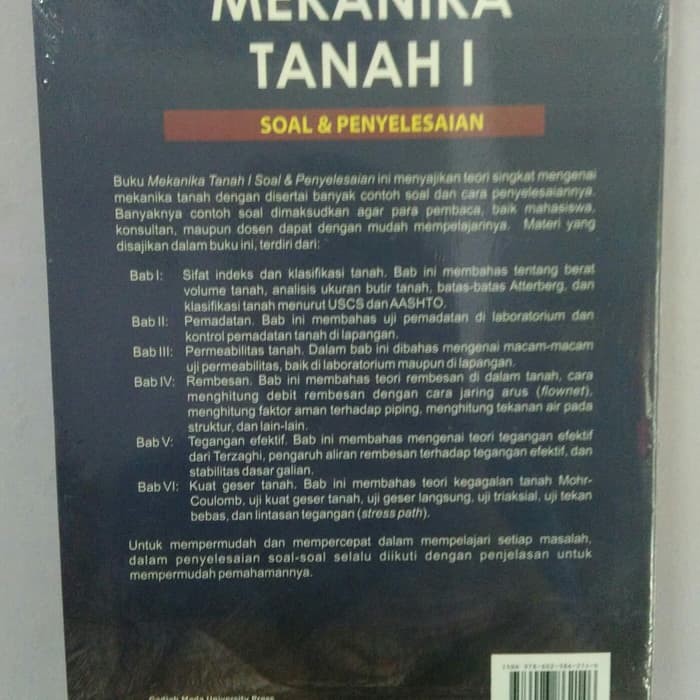 MEKANIKA
TANAH I
SOAL & PENYELESAIAN
Buku Mekanika Tanah I Soal & Penyelesaian ini menyajikan teori singkat mengenai
mekanika tanah dengan disertai banyak contoh soal dan cara penyelesaiannya.
Banyaknya contoh soal dimaksudkan agar para pembaca, baik mahasiswa,
konsultan, maupun dosen dapat dengan mudah mempelajarinya. Materi yang
disajikan dalam buku ini, terdiri dari:
Bab I: Sifat indeks dan klasifikasi tanah. Bab ini membahas tentang berat
volume tanah, analisis ukuran butir tanah, batas-batas Atterberg, dan
klasifikasi tanah menurut USCS dan AASHTO.
Bab II: Pemadatan. Bab ini membahas uji pemadatan di laboratorium dan
kontrol pemadatan tanah di lapangan.
Bab III: Permeabilitas tanah. Dalam bab ini dibahas mengenai macam-macam
uji permeabilitas, baik di laboratorium maupun di lapangan.
Bab IV: Rembesan. Bab ini membahas teori rembesan di dalam tanah, cara
menghitung debit rembesan dengan cara jaring arus (flownet),
menghitung faktor aman terhadap piping, menghitung tekanan air pada
struktur, dan lain-lain.
Bab V: Tegangan efektif. Bab ini membahas mengenai teori tegangan efektif
dari Terzaghi, pengaruh aliran rembesan terhadap tegangan efektif, dan
stabilitas dasar galian.
Bab VI: Kuat geser tanah. Bab ini membahas teori kegagalan tanah Mohr-
Coulomb, uji kuat geser tanah, uji geser langsung, uji triaksial, uji tekan
bebas, dan lintasan tegangan (stress path).
Untuk mempermudah dan mempercepat dalam mempelajari setiap masalah,
dalam penyelesaian soal-soal selalu diikuti dengan penjelasan untuk
mempermudah pemahamannya.
Gadjah Mada University Press